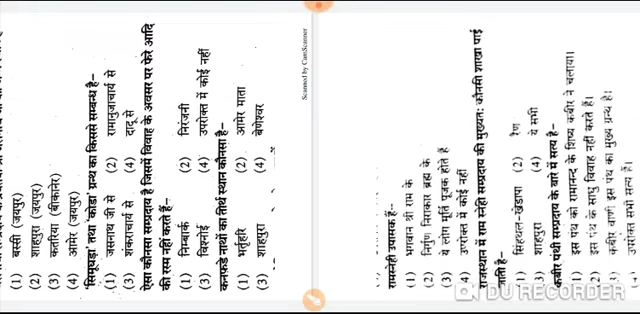 (1) बस्सी (जयपुर)
(2) शाहपुरा (जयपुर)
(3) कतरिया (बीकानेर)
(4) आमेर (जयपुर)
'सिमूधड़ा' तथा 'कोडा' ग्रन्थ का किससे सम्बन्ध है–
(1) जसनाथ जी से (2) रामानुजाचार्य से
(3) शंकराचार्य से (4) दादू से
ऐसा कौनसा सम्प्रदाय है जिसमें विवाह के अवसर पर फेरे आदि
की रस्म नहीं करते हैं–
(1) निम्बार्क (2) निरंजनी
(3) विश्नोई (4) उपरोक्त में कोई नहीं
कनफड़े नाथों का तीर्थ स्थान कौनसा है–
(1) भर्तृहरि (2) आमेर माता
(3) शाहपुरा (4) बेणेश्वर
Scanned by CamScanner
रामस्नेही उपासक हैं–
(1) भगवान श्री राम के
(2) निर्गुण निराकार ब्रह्म के
(3) ये लोग मूर्ति पूजक होते हैं
(4) उपरोक्त में कोई नहीं
राजस्थान में राम स्नेही सम्प्रदाय की मुख्यतः कौनसी शाखा पाई
जाती है–
(1) सिंहथल-खेड़ापा (2) रैण
(3) शाहपुरा (4) ये सभी
कबीर पंथी सम्प्रदाय के बारे में सत्य है–
(1) इस पंथ को रामानन्द के शिष्य कबीर ने चलाया।
(2) इस पंथ के साधु विवाह नहीं करते हैं।
(3) कबीर वाणी इस पंथ का मुख्य ग्रन्थ है।
उपरोक्त सभी सत्य हैं।
DU RECORDER